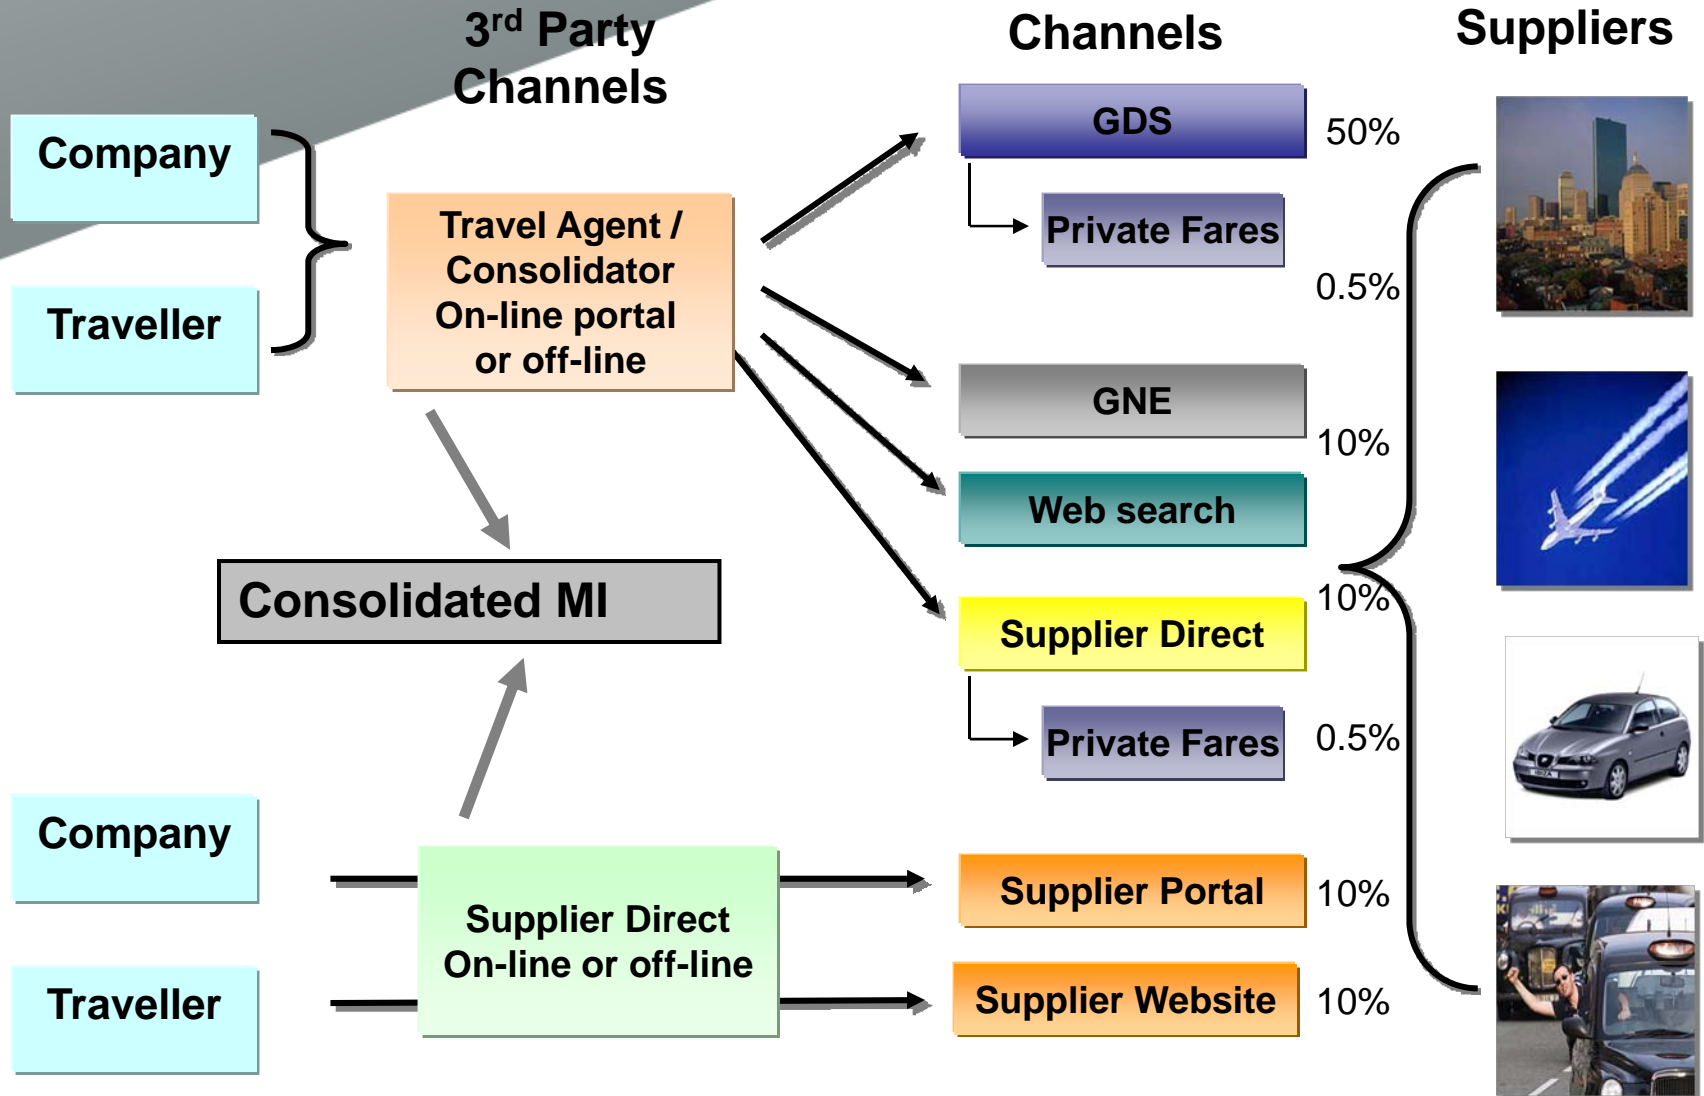 3rd Party
Channels
Channels
Suppliers
Company
Traveller
Travel Agent /
Consolidator
On-line portal
or off-line
GDS
50%
Private Fares
0.5%
GNE
10%
Web search
Consolidated MI
10%
Supplier Direct
Private Fares
0.5%
Company
Traveller
Supplier Direct
On-line or off-line
Supplier Portal
10%
Supplier Website
10%